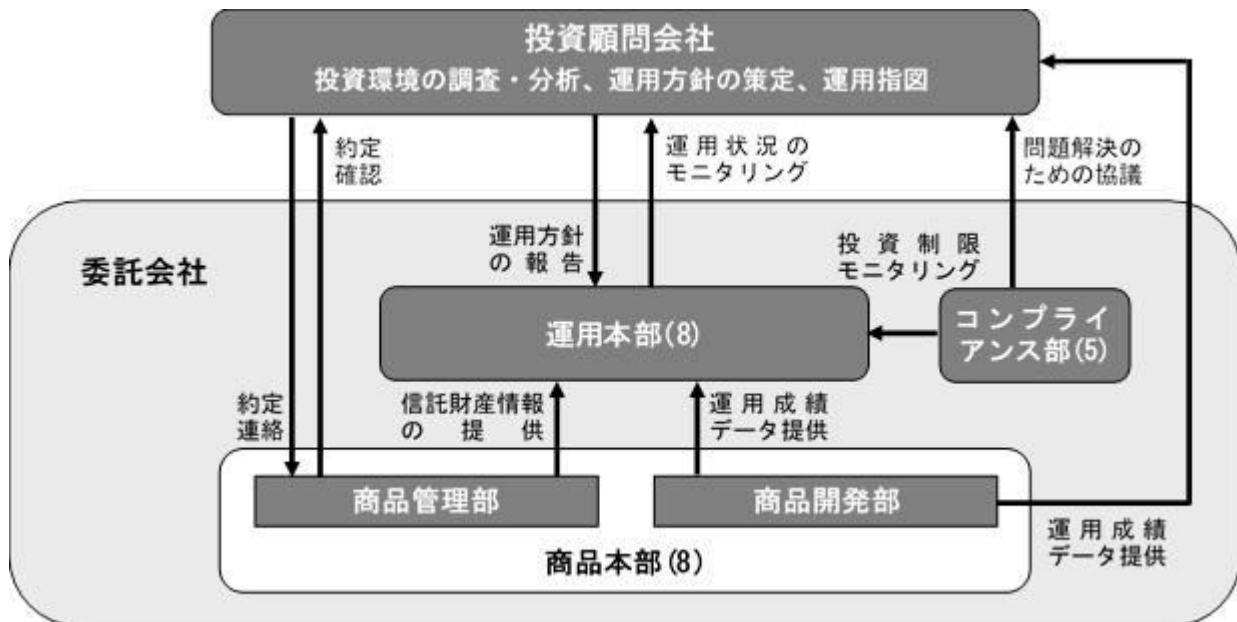 投資顧問会社
投資環境の調査・分析、運用方針の策定、運用指図
約定
確認
運用状況の
モニタリング
問題解決の
ための協議
運用方針
の報告
投資制限
モニタリング
委託会社
運用本部(8)
コンプライ
アンス部(5)
約定
連絡
信託財産情報
の提供
運用成績
データ提供
商品管理部
商品開発部
運用成績
データ提供
商品本部(8)